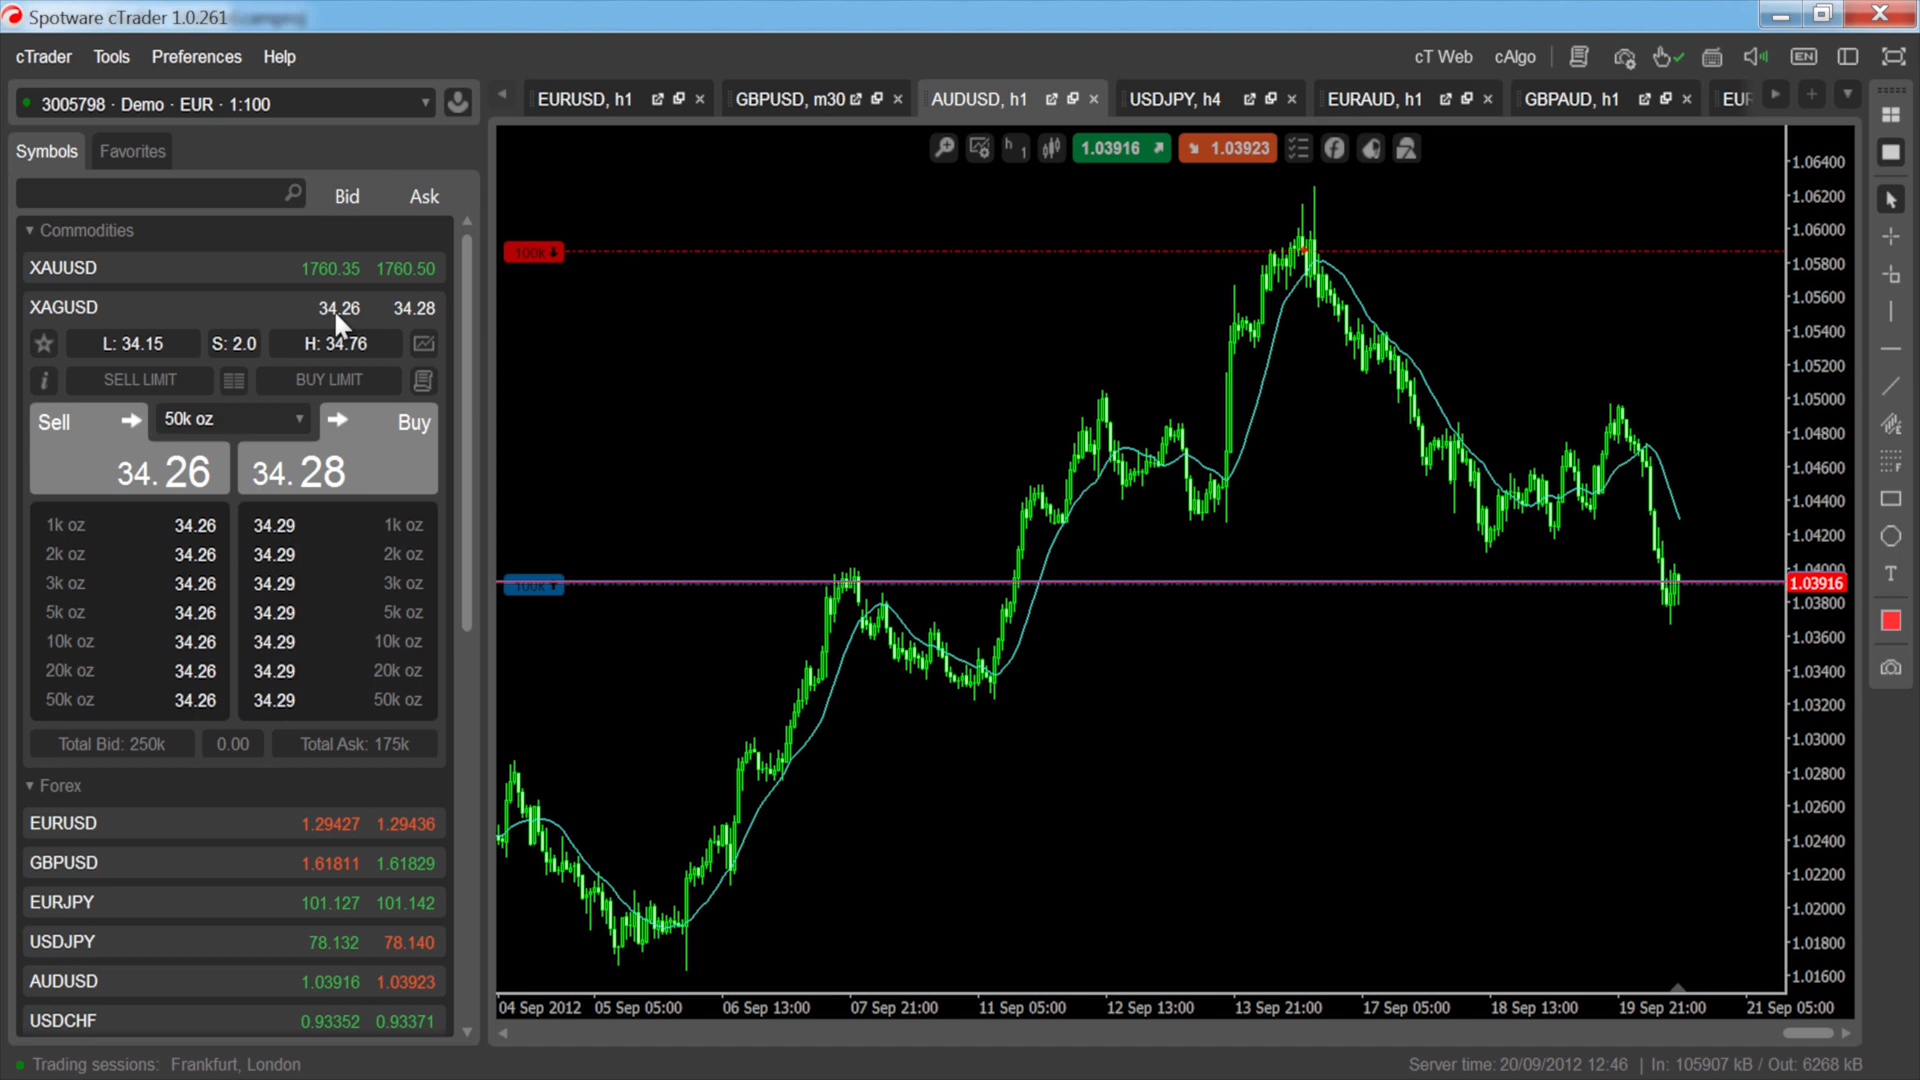 Spotware cTrader 1.0.261
cTrader Tools Preferences Help
cT Web cAlgo EN
3005798 · Demo · EUR · 1:100
EURUSD, h1 GBPUSD, m30 AUDUSD, h1 USDJPY, h4 EURAUD, h1 GBPAUD, h1 EUR
Symbols Favorites
Bid Ask
h 1 1.03916 1.03923
Commodities
XAUUSD 1760.35 1760.50
XAGUSD 34.26 34.28
L: 34.15 S: 2.0 H: 34.76
i SELL LIMIT BUY LIMIT
Sell 50k oz Buy
34.26 34.28
1k oz 34.26 34.29 1k oz
2k oz 34.26 34.29 2k oz
3k oz 34.26 34.29 3k oz
5k oz 34.26 34.29 5k oz
10k oz 34.26 34.29 10k oz
20k oz 34.26 34.29 20k oz
50k oz 34.26 34.29 50k oz
Total Bid: 250k 0.00 Total Ask: 175k
Forex
EURUSD 1.29427 1.29436
GBPUSD 1.61811 1.61829
EURJPY 101.127 101.142
USDJPY 78.132 78.140
AUDUSD 1.03916 1.03923
USDCHF 0.93352 0.93371
100k
100k
1.06400
1.06200
1.06000
1.05800
1.05600
1.05400
1.05200
1.05000
1.04800
1.04600
1.04400
1.04200
1.04000
1.03916
1.03800
1.03600
1.03400
1.03200
1.03000
1.02800
1.02600
1.02400
1.02200
1.02000
1.01800
1.01600
E
F
T
04 Sep 2012 05 Sep 05:00 06 Sep 13:00 07 Sep 21:00 11 Sep 05:00 12 Sep 13:00 13 Sep 21:00 17 Sep 05:00 18 Sep 13:00 19 Sep 21:00 21 Sep 05:00
Trading sessions: Frankfurt, London
Server time: 20/09/2012 12:46 | In: 105907 kB / Out: 6268 kB